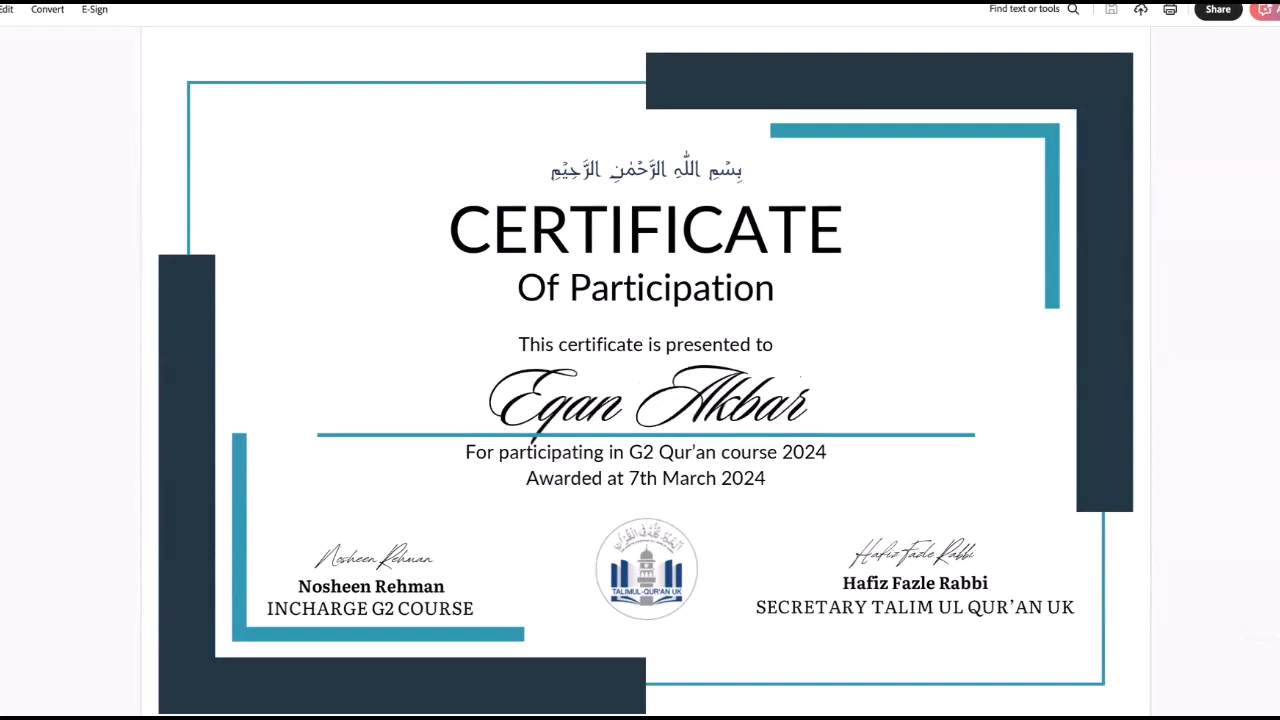 Edit Convert E-Sign Find text or tools Share
بِسْمِ اللّٰهِ الرَّحْمٰنِ الرَّحِيْمِ
CERTIFICATE
Of Participation
This certificate is presented to
Eqan Akbar
For participating in G2 Qur’an course 2024
Awarded at 7th March 2024
Nosheen Rehman
Nosheen Rehman
INCHARGE G2 COURSE
TALIMUL-QUR'AN UK
Hafiz Fazle Rabbi
Hafiz Fazle Rabbi
SECRETARY TALIM UL QUR’AN UK